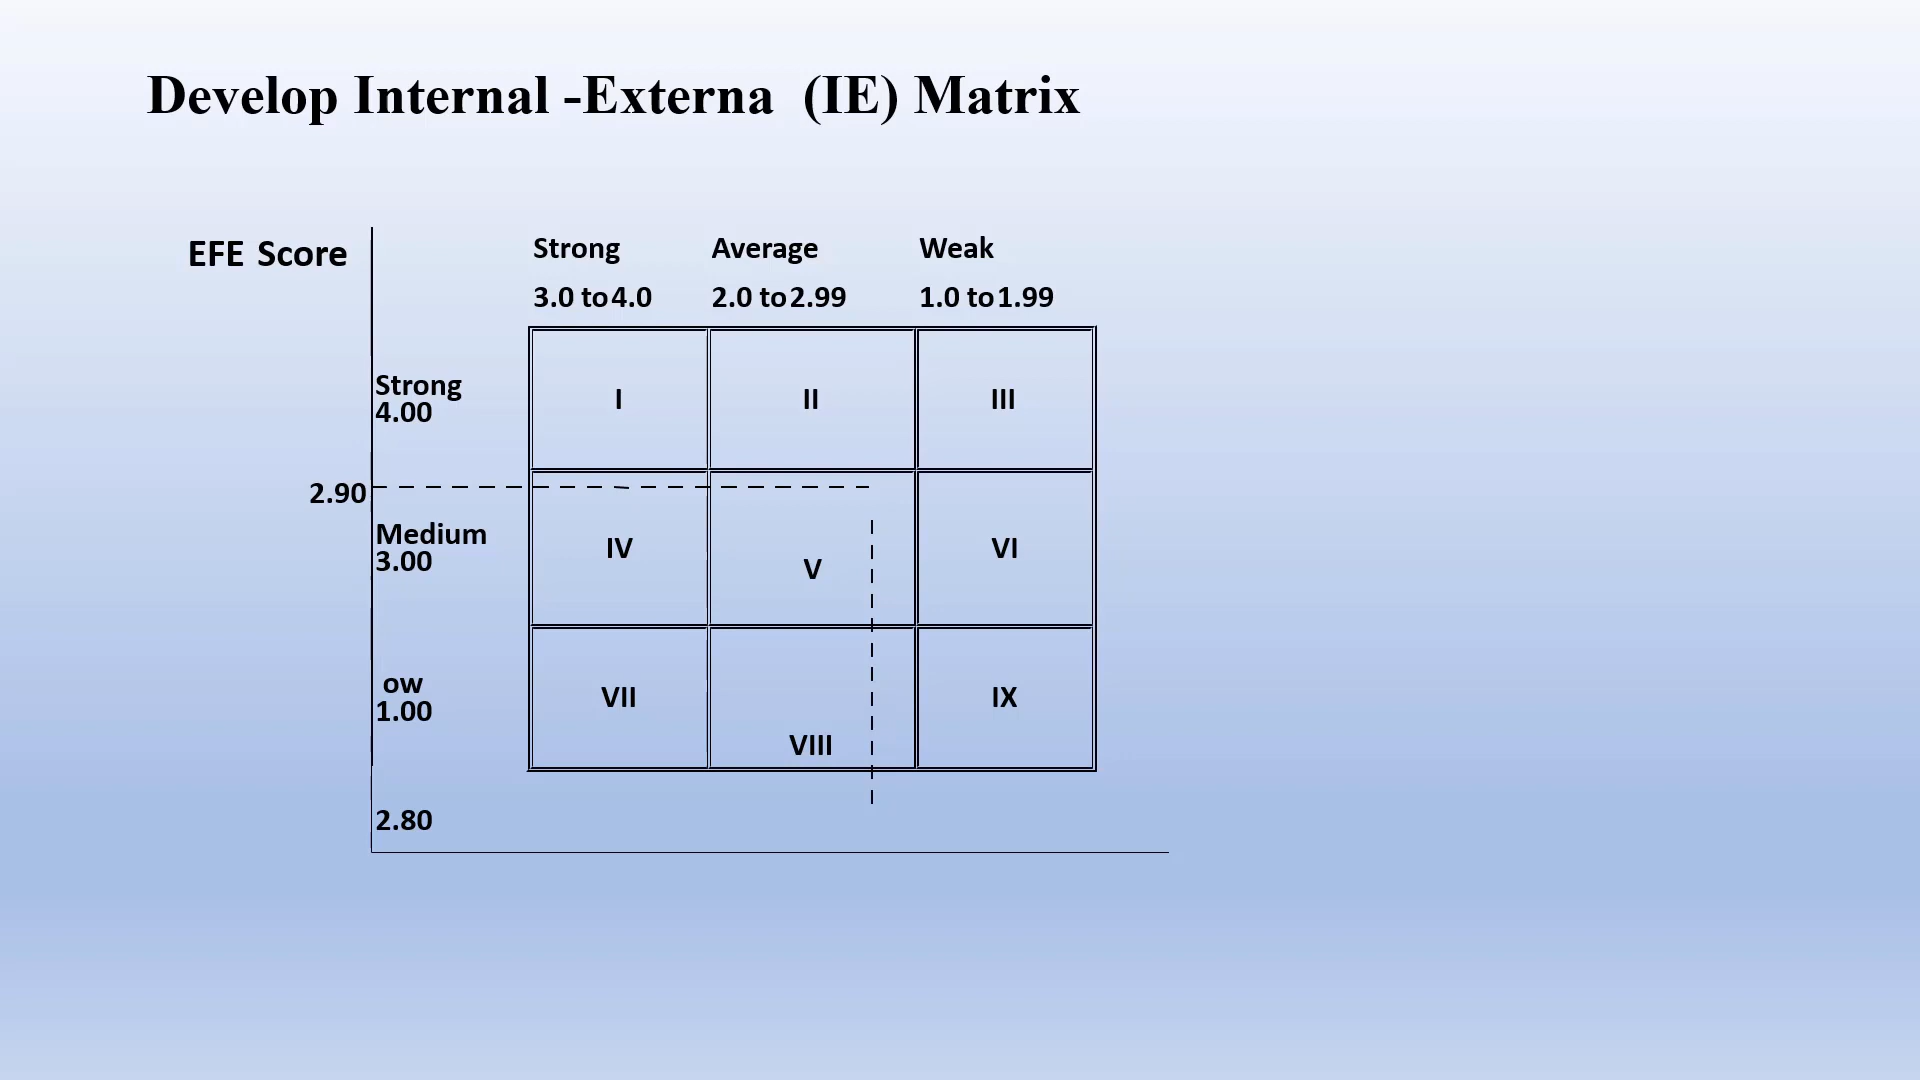 Develop Internal -Externa (IE) Matrix
EFE Score
Strong Average Weak
3.0 to 4.0 2.0 to 2.99 1.0 to 1.99
Strong
4.00
I II III
2.90
Medium
3.00
IV V VI
ow
1.00
VII VIII IX
2.80